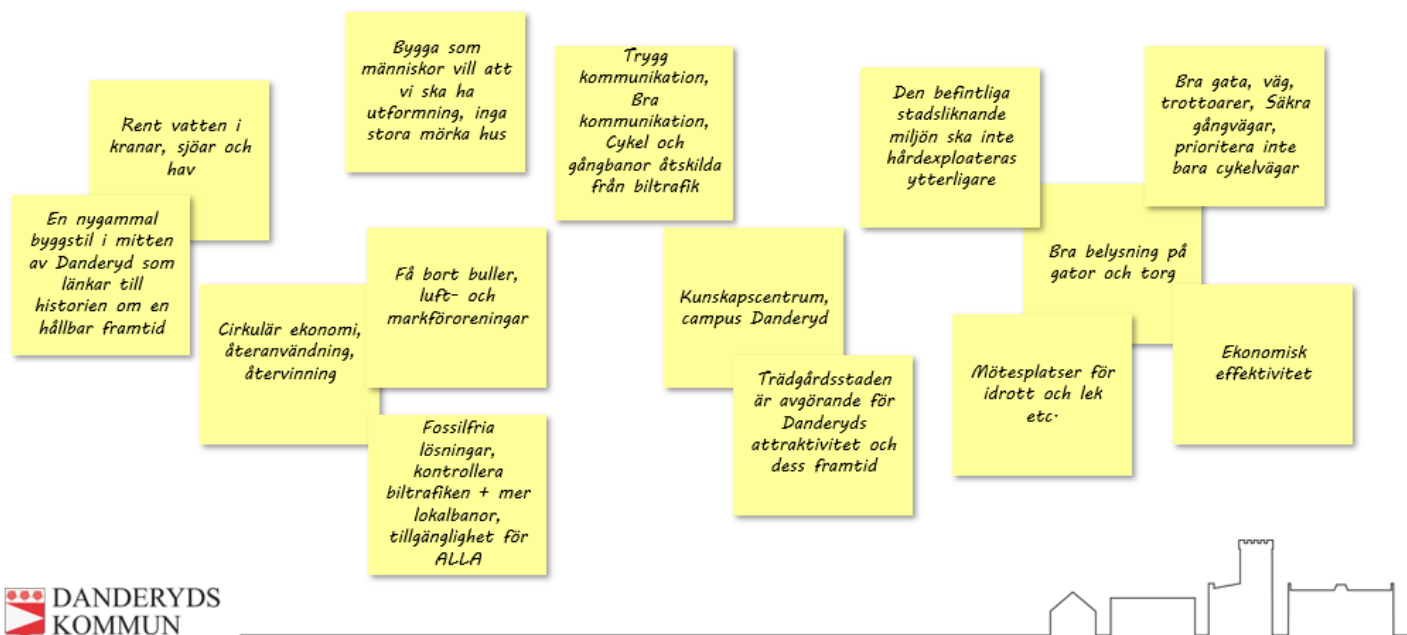 Bygga som
människor vill att
vi ska ha
utformning, inga
stora mörka hus
Trygg
kommunikation,
Bra
kommunikation,
Cykel och
gångbanor åtskilda
från biltrafik
Den befintliga
stadsliknande
miljön ska inte
hårdexploateras
ytterligare
Bra gata, väg,
trottoarer, Säkra
gångvägar,
prioritera inte
bara cykelvägar
Rent vatten i
kranar, sjöar och
hav
En nygammal
byggstil i mitten
av Danderyd som
länkar till
historien om en
hållbar framtid
Få bort buller,
luft- och
markföroreningar
Cirkulär ekonomi,
återanvändning,
återvinning
Kunskapscentrum,
campus Danderyd
Bra belysning på
gator och torg
Trädgårdsstaden
är avgörande för
Danderyds
attraktivitet och
dess framtid
Mötesplatser för
idrott och lek
etc.
Ekonomisk
effektivitet
Fossilfria
lösningar,
kontrollera
biltrafiken + mer
lokalbanor,
tillgänglighet för
ALLA
DANDERYDS
KOMMUN